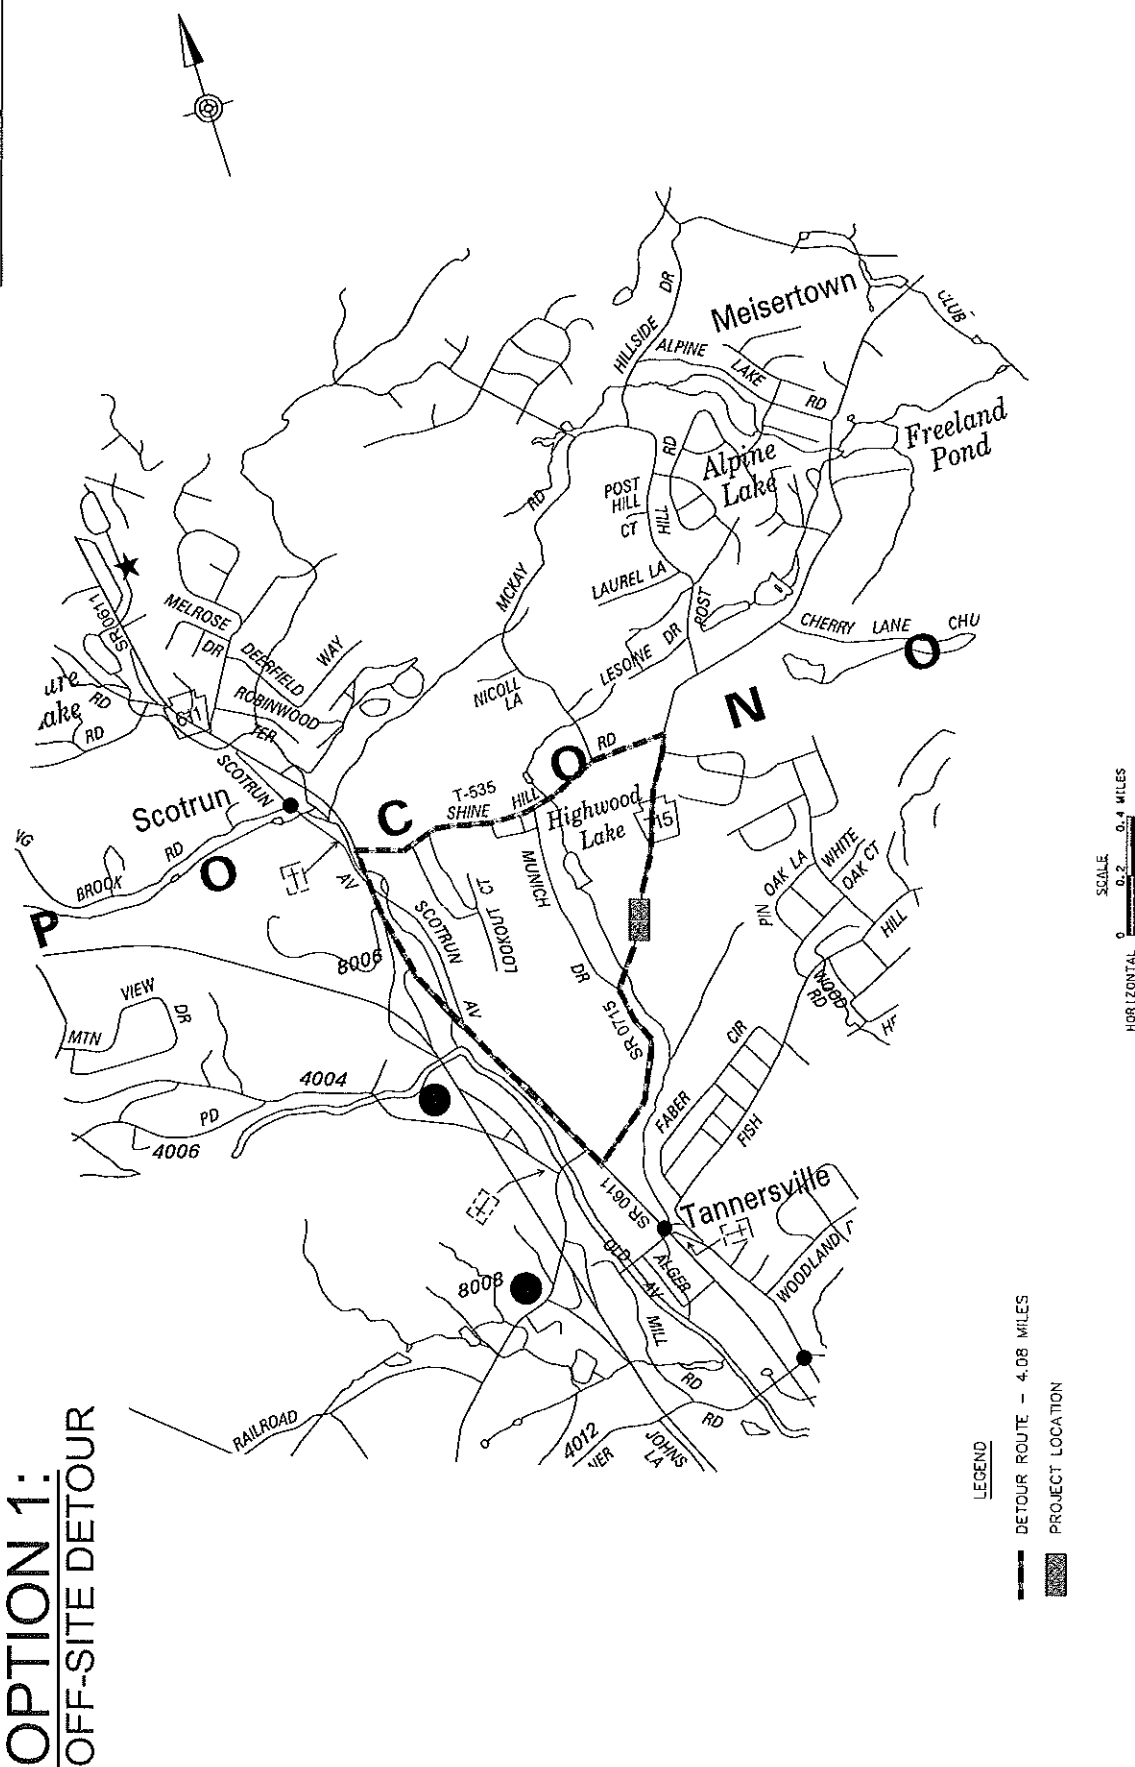 OPTION 1:
OFF-SITE DETOUR
Meisertown
HILLSIDE DR
ALPINE LAKE RD
CLUB
Freeland
Pond
Alpine
Lake
POST
HILL
CT
POST HILL RD
LAUREL LA
MCKAY RD
LESOINE DR
NICOLL
LA
CHERRY LANE CHU
SR 0611
MELROSE DR
DEERFIELD WAY
ROBINWOOD TER
611
ure
ake
RD
RD
SCOTRUN AV
Scotrun
VG
BROOK RD
P O C O N O
T-535
SHINE HILL RD
Highwood
Lake
715
MUNICH DR
LOOKOUT CT
SCOTRUN AV
8006
SR 0715
PIN OAK LA
WHITE
OAK CT
HILL
WOOD
RD
MTN VIEW DR
4004
PD
4006
FABER CIR
FISH
Tannersville
SR 0611
OLD MILL RD
ALGER AV
WOODLAND
8008
RAILROAD
4012
NER
RD
JOHNS
LA
LEGEND
DETOUR ROUTE - 4.08 MILES
PROJECT LOCATION
SCALE
0 0.2 0.4 MILES
HORIZONTAL